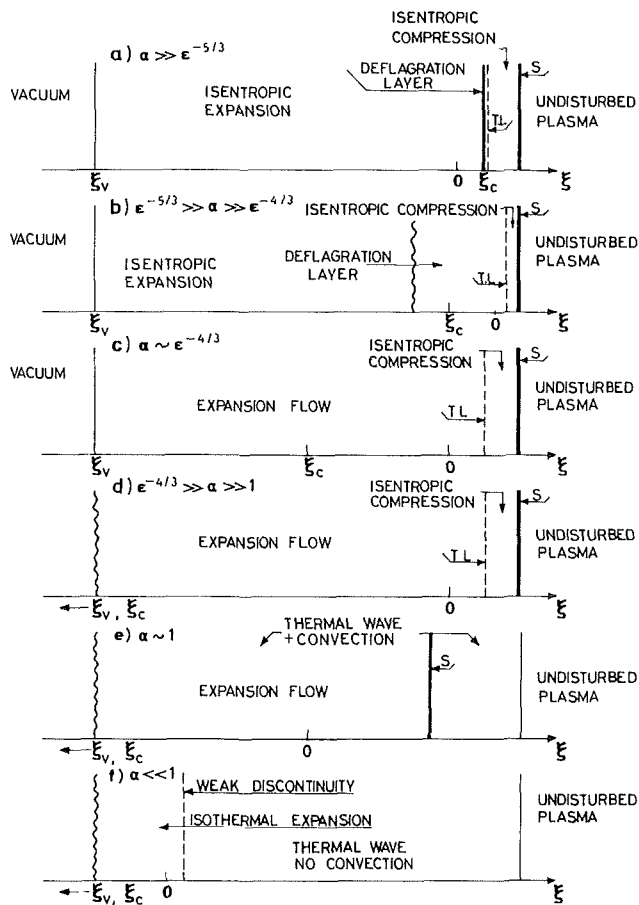 ISENTROPIC
COMPRESSION
a) α ≫ ε^-5/3
DEFLAGRATION
LAYER
S
VACUUM
ISENTROPIC
EXPANSION
UNDISTURBED
PLASMA
TL
ξv 0 ξc ξ
b) ε^-5/3 ≫ α ≫ ε^-4/3
ISENTROPIC COMPRESSION
S
VACUUM
UNDISTURBED
PLASMA
ISENTROPIC
EXPANSION
DEFLAGRATION
LAYER
TL
ξv ξc 0 ξ
c) α ∼ ε^-4/3
ISENTROPIC
COMPRESSION
S
VACUUM
UNDISTURBED
PLASMA
EXPANSION FLOW
TL
ξv ξc 0 ξ
d) ε^-4/3 ≫ α ≫ 1
ISENTROPIC
COMPRESSION
S
UNDISTURBED
PLASMA
EXPANSION FLOW
TL
ξv, ξc 0 ξ
THERMAL WAVE
+ CONVECTION
e) α ∼ 1
S
UNDISTURBED
PLASMA
EXPANSION FLOW
ξv, ξc 0 ξ
f) α << 1
WEAK DISCONTINUITY
UNDISTURBED
PLASMA
ISOTHERMAL EXPANSION
THERMAL WAVE
NO CONVECTION
ξv, ξc 0 ξ